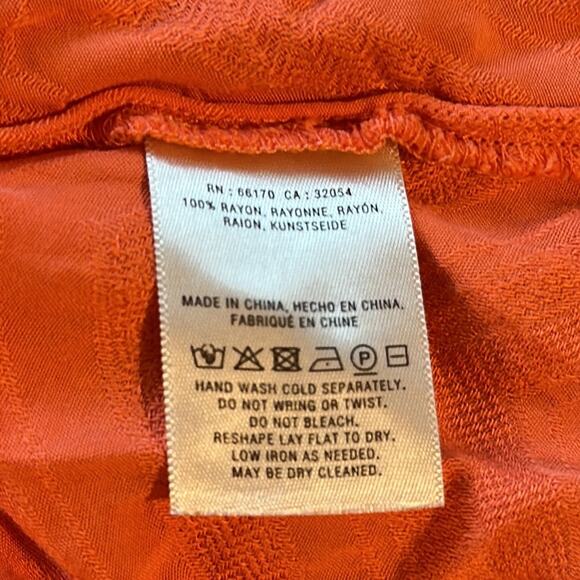 RN : 66170 CA : 32054
100% RAYON, RAYONNE, RAYÓN,
RAION, KUNSTSEIDE
MADE IN CHINA, HECHO EN CHINA,
FABRIQUÉ EN CHINE
P
HAND WASH COLD SEPARATELY.
DO NOT WRING OR TWIST.
DO NOT BLEACH.
RESHAPE LAY FLAT TO DRY.
LOW IRON AS NEEDED.
MAY BE DRY CLEANED.